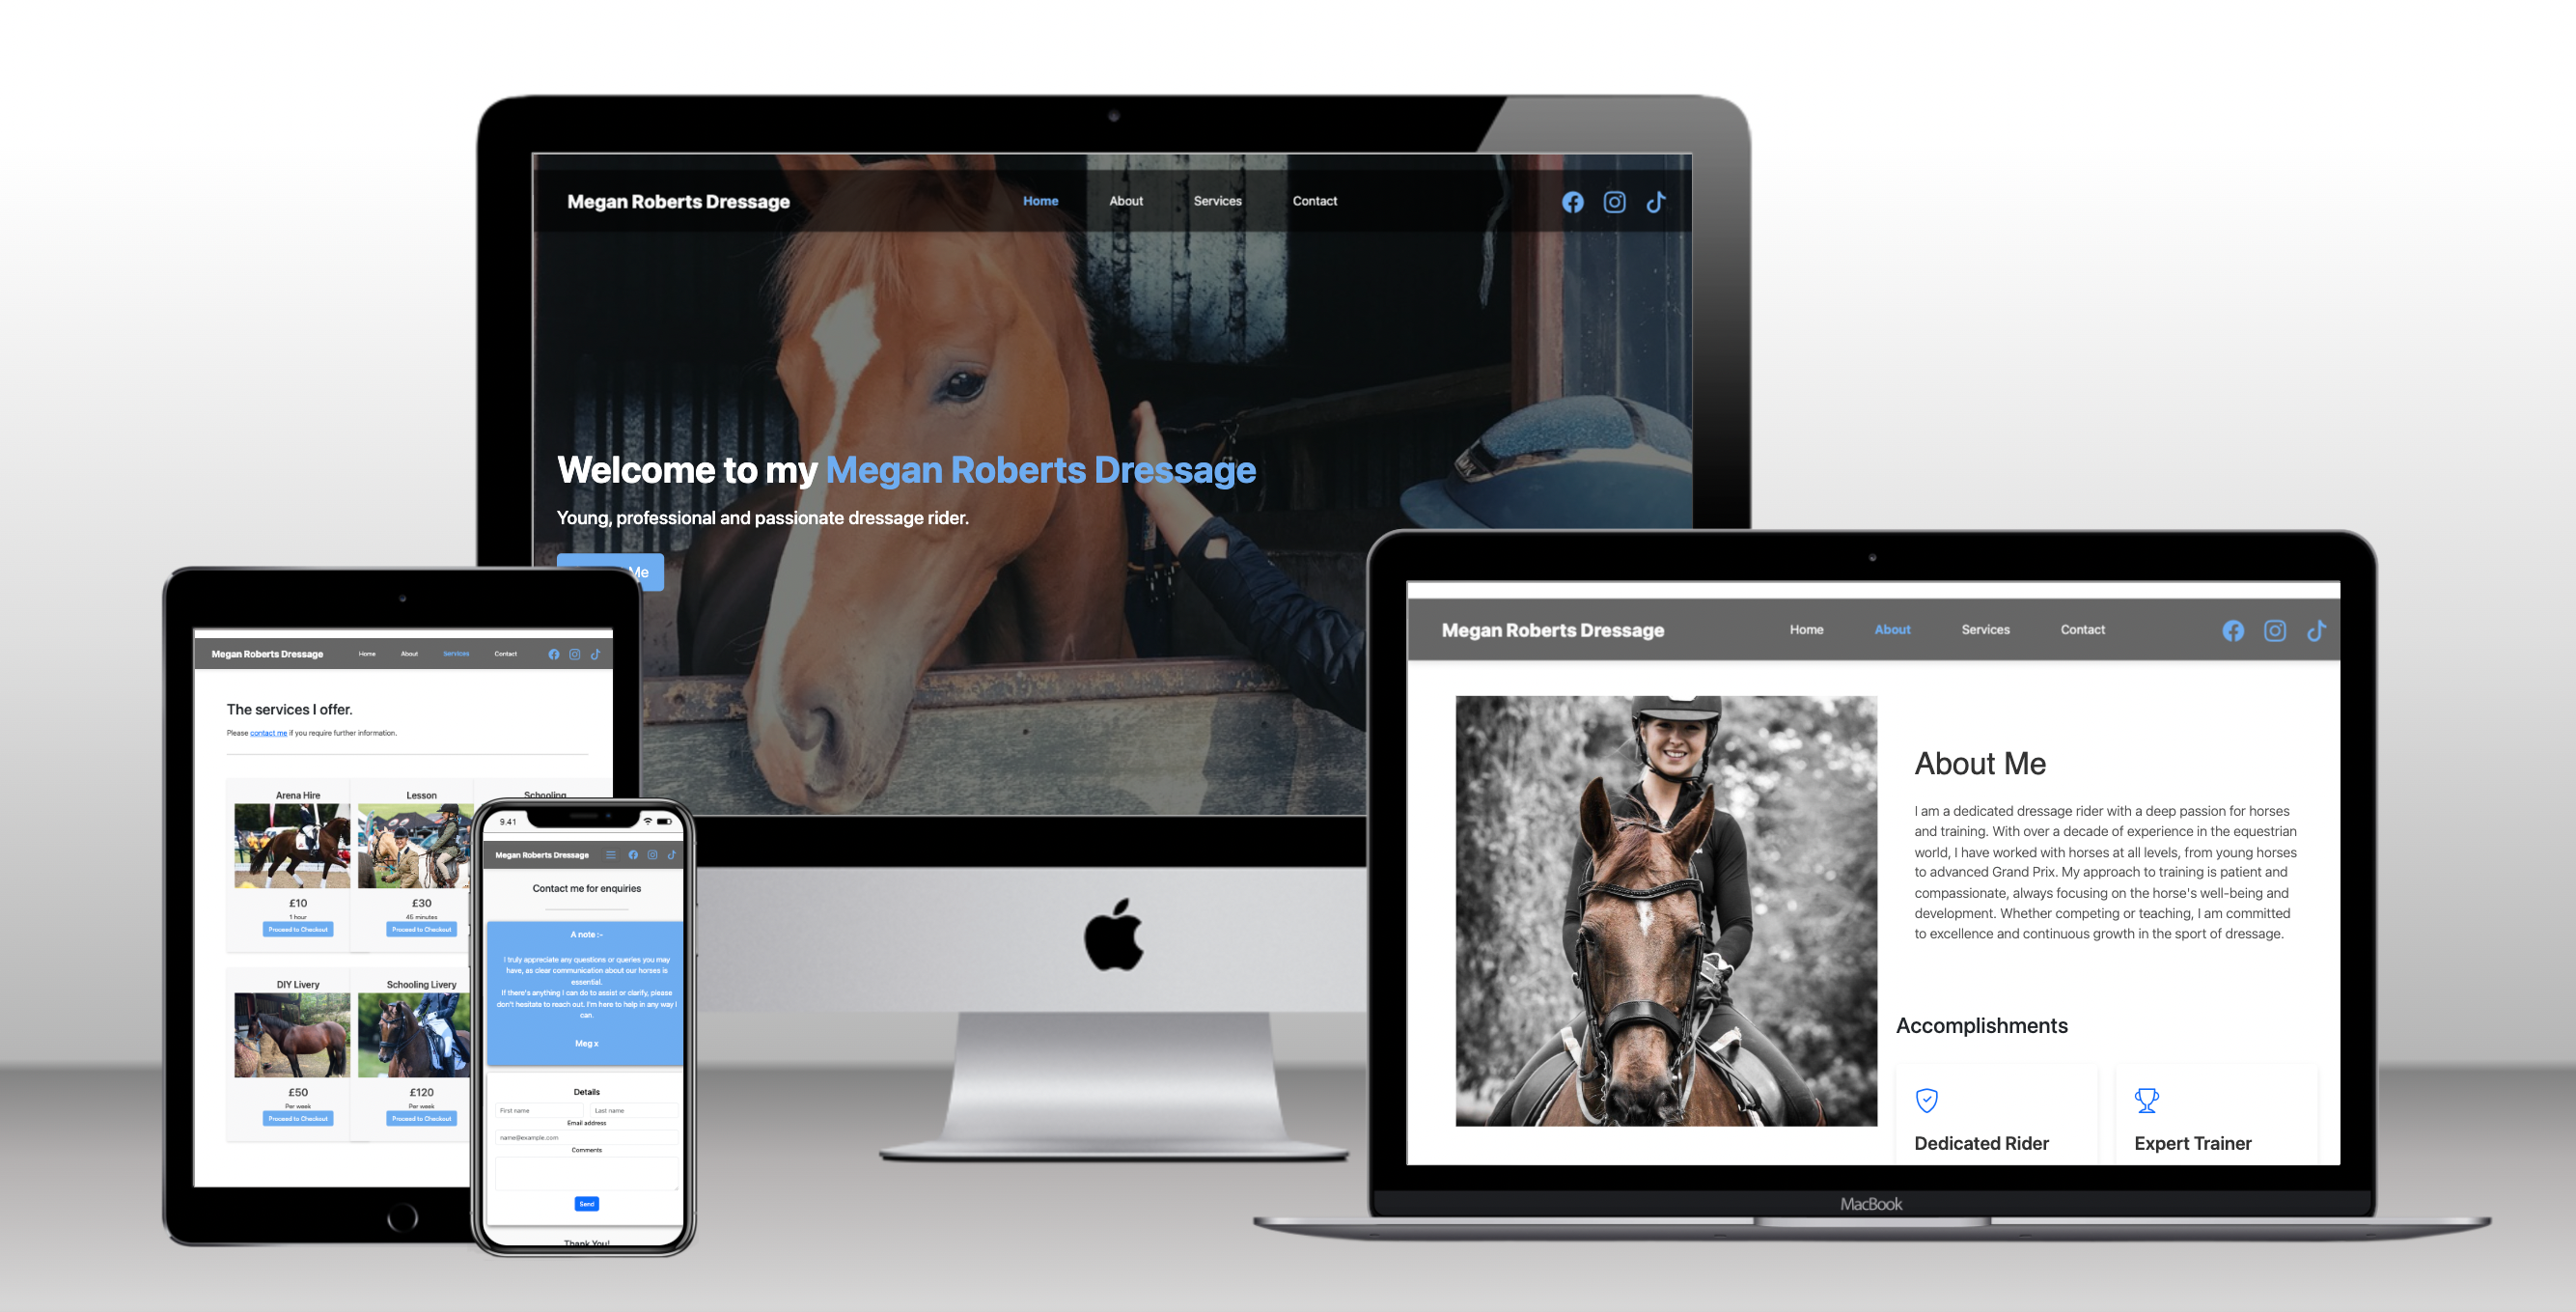 Megan Roberts Dressage
Home About Services Contact
Welcome to my Megan Roberts Dressage
Young, professional and passionate dressage rider.
Me
Megan Roberts Dressage
Home About Services Contact
The services I offer.
Please contact me if you require further information.
Arena Hire Lesson Schooling
£10 £30
1 hour 45 minutes
Proceed to Checkout Proceed to Checkout
DIY Livery Schooling Livery
£50 £120
Per week Per week
Proceed to Checkout Proceed to Checkout
9.41
Megan Roberts Dressage
Contact me for enquiries
A note :-
I truly appreciate any questions or queries you may
have, as clear communication about our horses is
essential.
If there's anything I can do to assist or clarify, please
don't hesitate to reach out. I'm here to help in any way I
can.
Meg x
Details
First name Last name
Email address
name@example.com
Comments
Send
Thank You!
Megan Roberts Dressage
Home About Services Contact
About Me
I am a dedicated dressage rider with a deep passion for horses
and training. With over a decade of experience in the equestrian
world, I have worked with horses at all levels, from young horses
to advanced Grand Prix. My approach to training is patient and
compassionate, always focusing on the horse's well-being and
development. Whether competing or teaching, I am committed
to excellence and continuous growth in the sport of dressage.
Accomplishments
Dedicated Rider Expert Trainer
MacBook